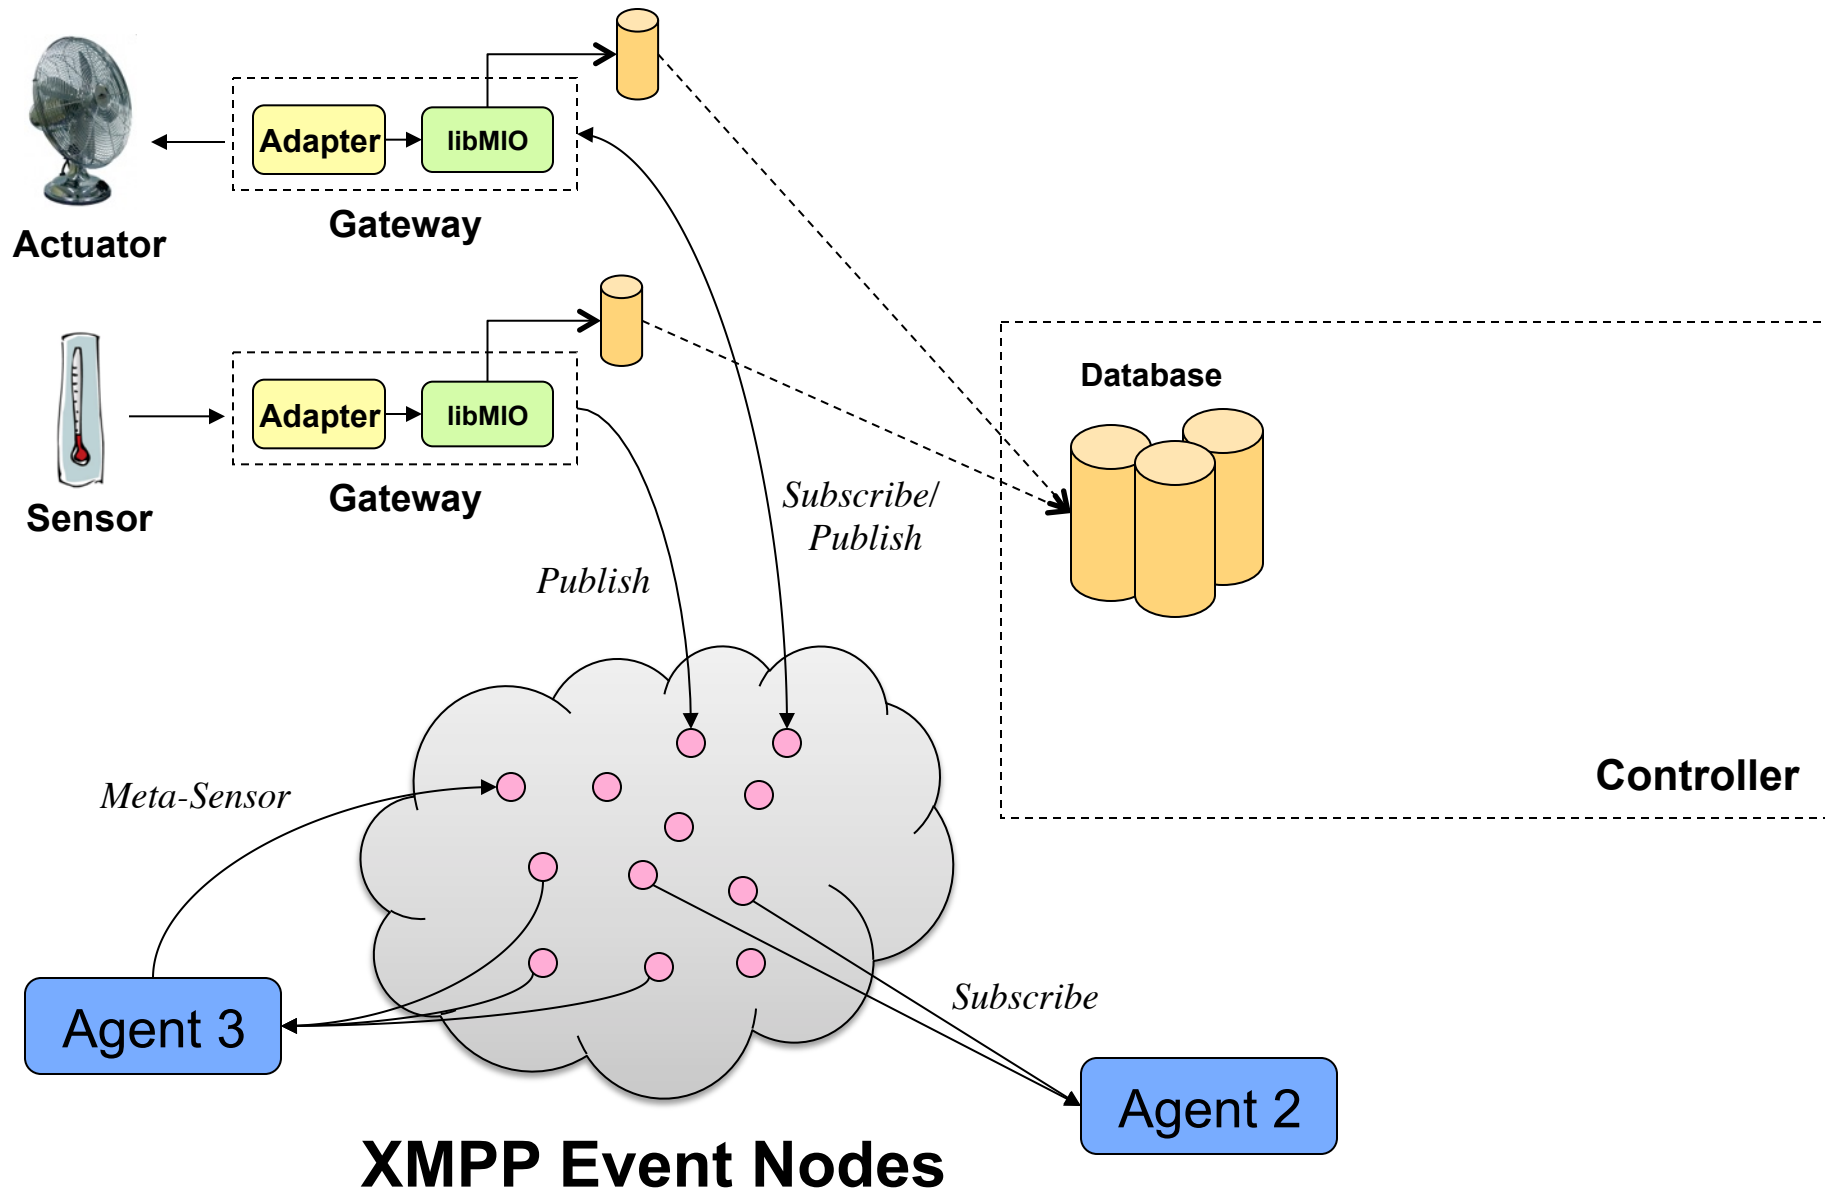 Adapter
libMIO
Gateway
Actuator
Adapter
libMIO
Gateway
Sensor
Database
Subscribe/
Publish
Publish
Controller
Meta-Sensor
Agent 3
Subscribe
Agent 2
XMPP Event Nodes